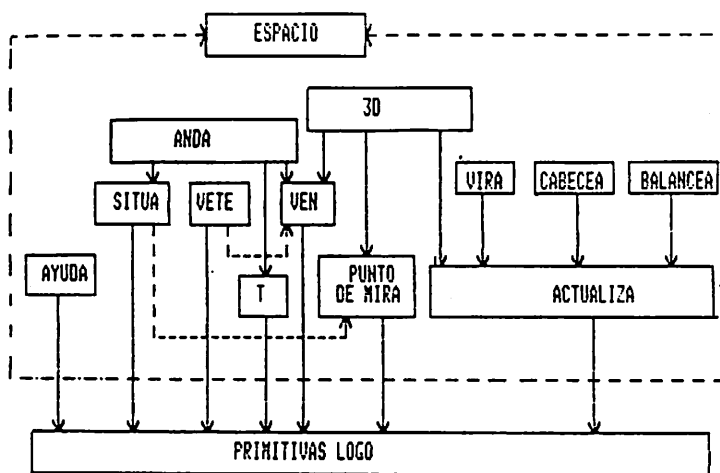 ESPACIO
3D
ANDA
VIRA
CABECEA
BALANCEA
SITUA
VETE
VEN
AYUDA
T
PUNTO
DE MIRA
ACTUALIZA
PRIMITIVAS LOGO